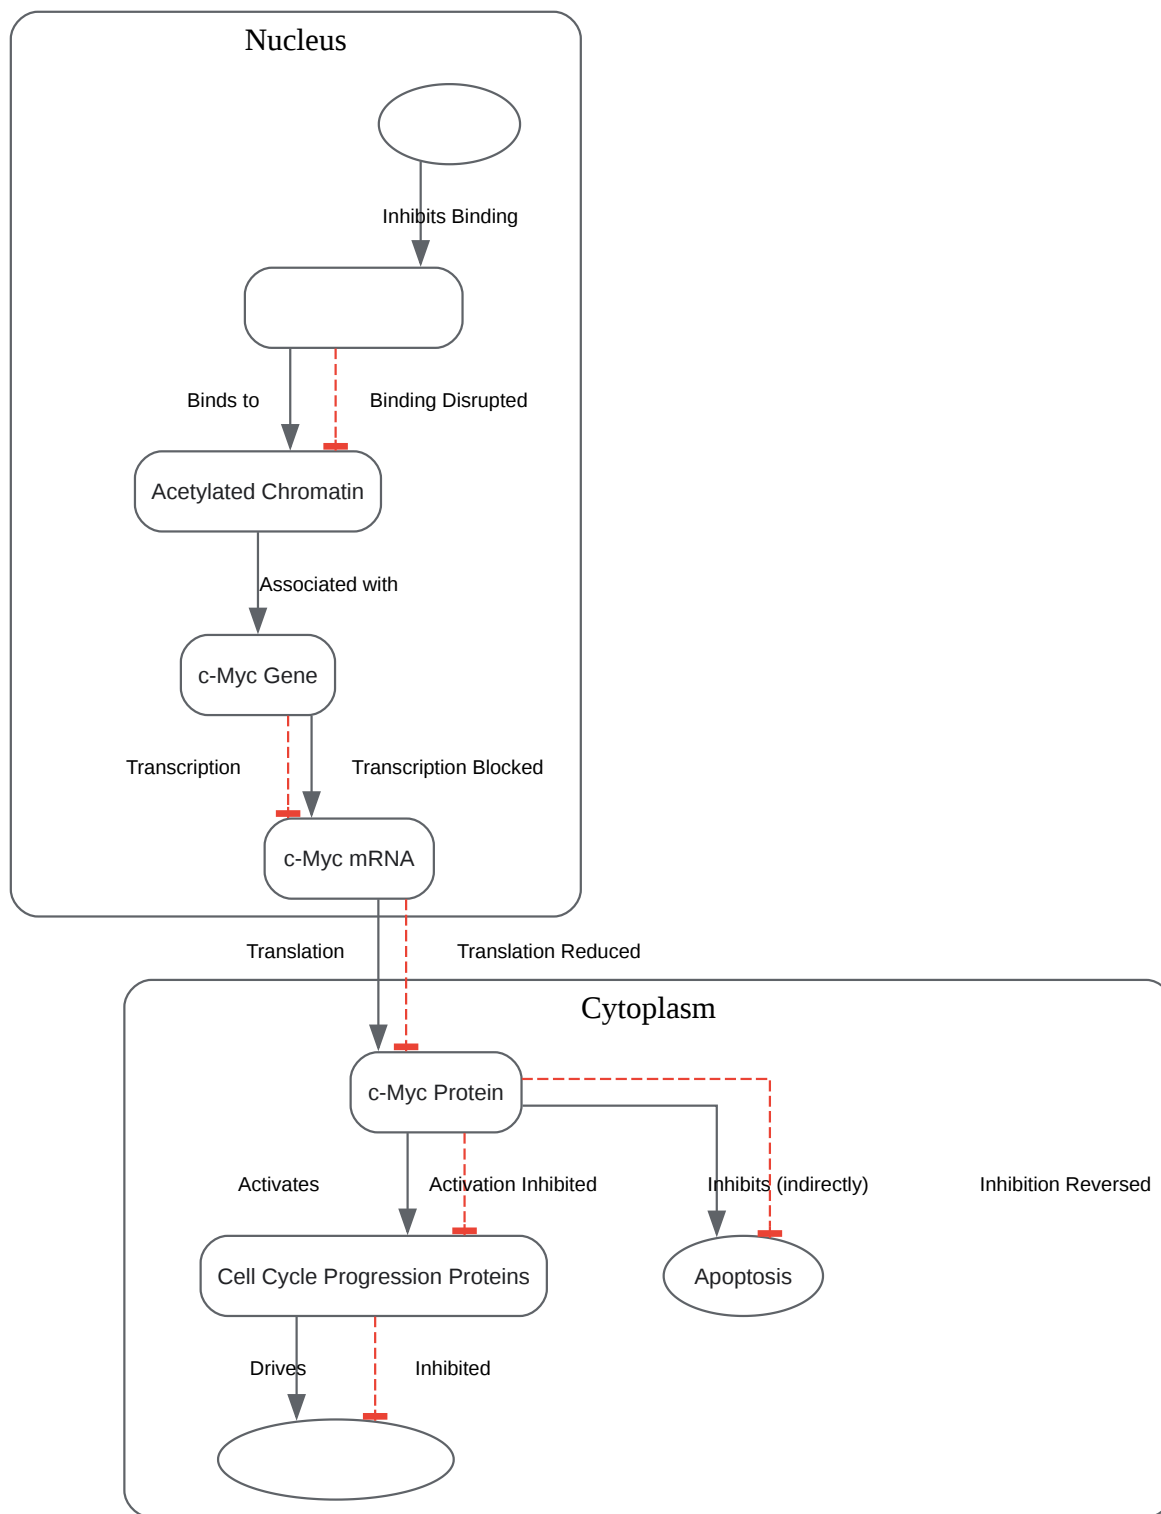 Nucleus
Inhibits Binding
Binds to
Binding Disrupted
Acetylated Chromatin
Associated with
c-Myc Gene
Transcription
Transcription Blocked
c-Myc mRNA
Translation
Translation Reduced
Cytoplasm
c-Myc Protein
Activates
Activation Inhibited
Inhibits (indirectly)
Inhibition Reversed
Cell Cycle Progression Proteins
Apoptosis
Drives
Inhibited